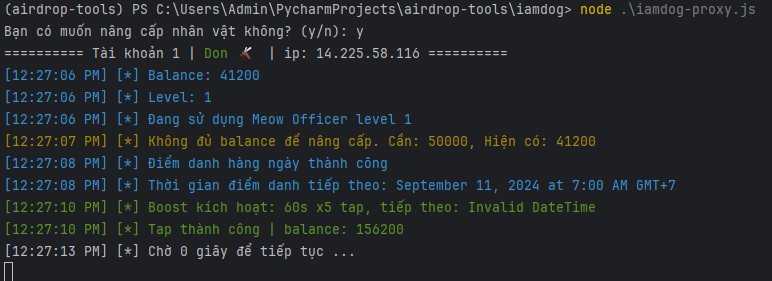 (airdrop-tools) PS C:\Users\Admin\PycharmProjects\airdrop-tools\iamdog> node .\iamdog-proxy.js
Bạn có muốn nâng cấp nhân vật không? (y/n): y
========== Tài khoản 1 | Don | ip: 14.225.58.116 ==========
[12:27:06 PM] [*] Balance: 41200
[12:27:06 PM] [*] Level: 1
[12:27:06 PM] [*] Đang sử dụng Meow Officer level 1
[12:27:07 PM] [*] Không đủ balance để nâng cấp. Cần: 50000, Hiện có: 41200
[12:27:08 PM] [*] Điểm danh hàng ngày thành công
[12:27:08 PM] [*] Thời gian điểm danh tiếp theo: September 11, 2024 at 7:00 AM GMT+7
[12:27:10 PM] [*] Boost kích hoạt: 60s x5 tap, tiếp theo: Invalid DateTime
[12:27:10 PM] [*] Tap thành công | balance: 156200
[12:27:13 PM] [*] Chờ 0 giây để tiếp tục ...